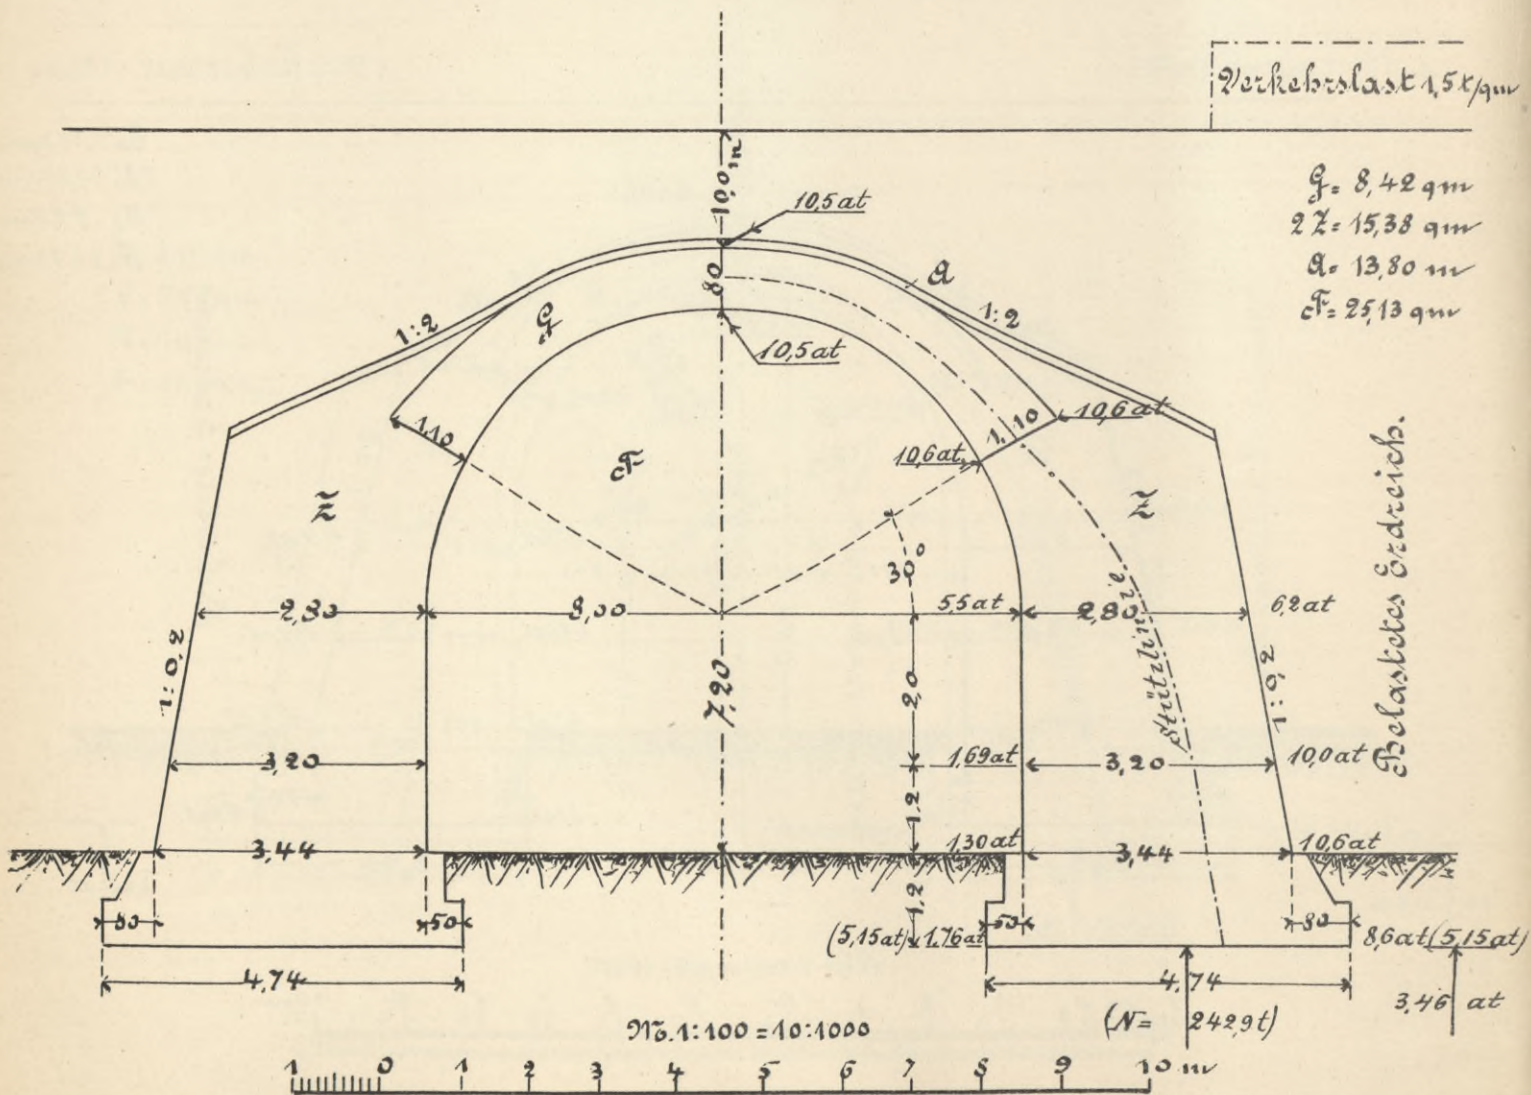 Verkehrslast 1,5 t/qm
10,0 m
G = 8,42 qm
2 Z = 15,38 qm
a = 13,80 m
F = 25,13 qm
10,5 at
80
a
1:2
1:2
G
10,5 at
1,10
1,10
10,6 at
10,6 at
F
Z
Z
30°
Belastetes Erdreich.
2,80
8,00
5,5 at
2,80
6,2 at
1:0,2
1:0,2
Stützlinie
7,20
2,0
3,20
1,69 at
3,20
10,0 at
1,2
3,44
1,30 at
3,44
10,6 at
80
50
1,2
50
80
(5,15 at) 1,76 at
8,6 at (5,15 at)
4,74
4,74
3,46 at
(N = 242,9 t)
M. 1:100 = 10:1000
1 0 1 2 3 4 5 6 7 8 9 10 m